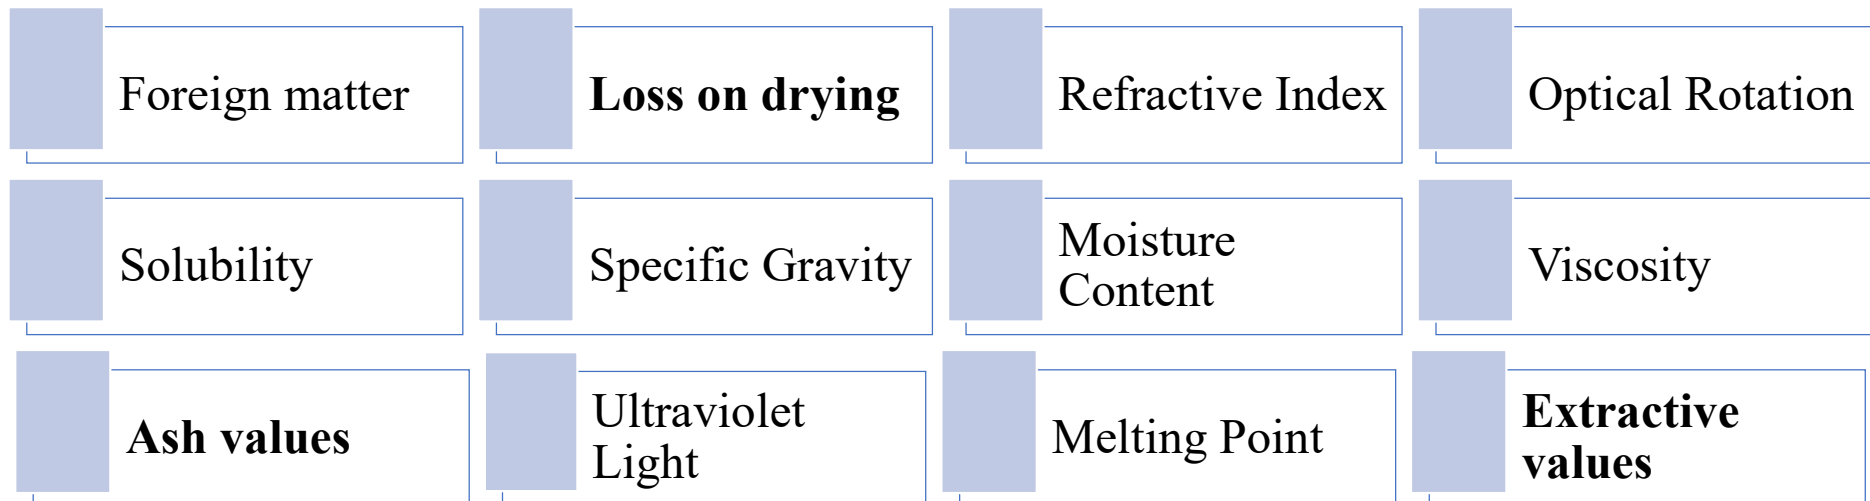 Foreign matter
Loss on drying
Refractive Index
Optical Rotation
Solubility
Specific Gravity
Moisture
Content
Viscosity
Ash values
Ultraviolet
Light
Melting Point
Extractive
values